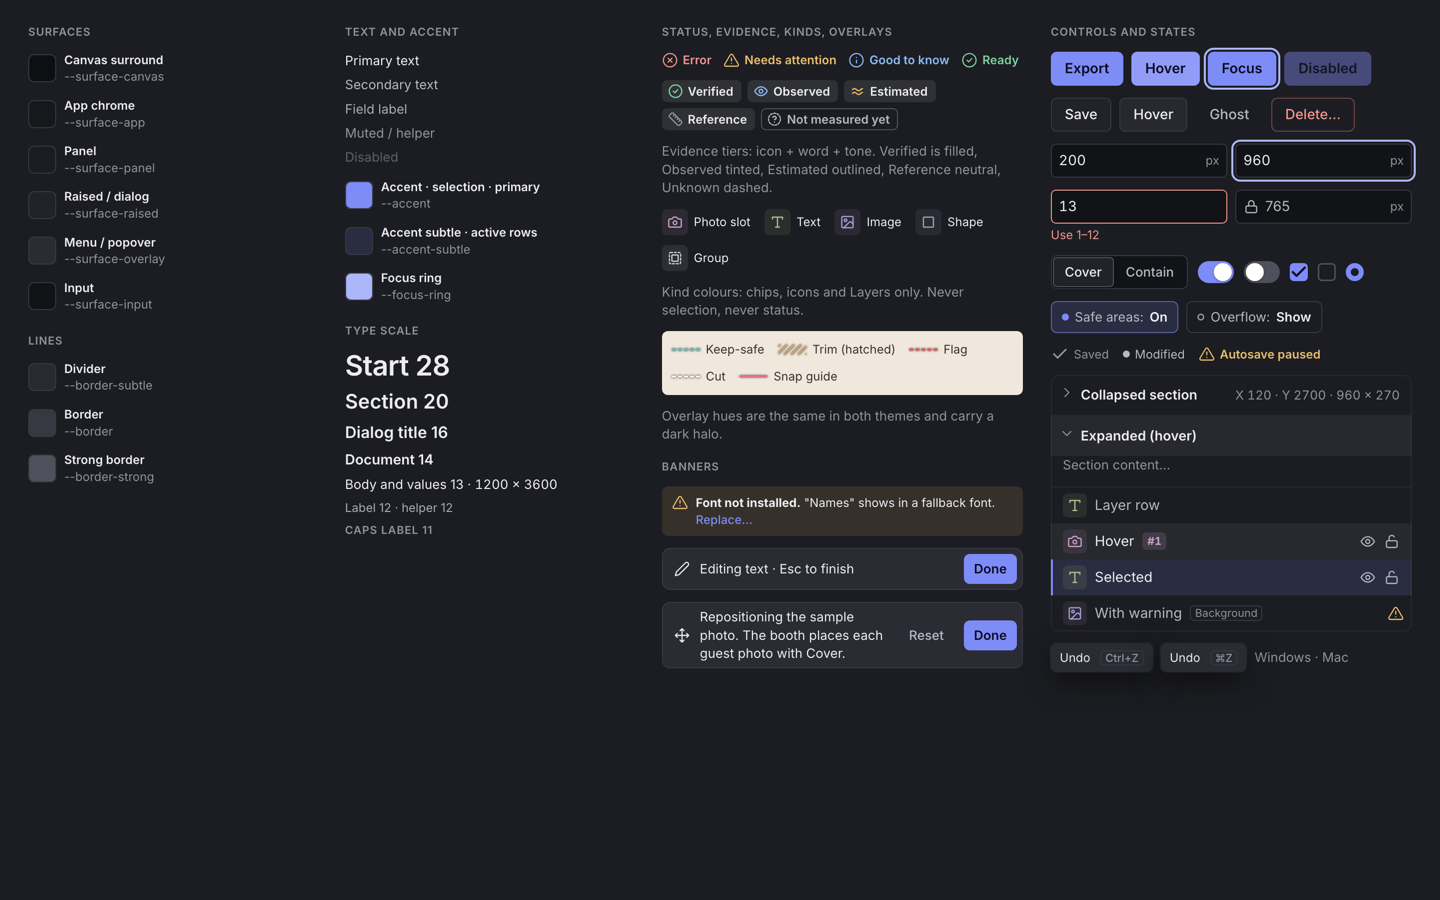 SURFACES
Canvas surround
--surface-canvas
App chrome
--surface-app
Panel
--surface-panel
Raised / dialog
--surface-raised
Menu / popover
--surface-overlay
Input
--surface-input
LINES
Divider
--border-subtle
Border
--border
Strong border
--border-strong
TEXT AND ACCENT
Primary text
Secondary text
Field label
Muted / helper
Disabled
Accent · selection · primary
--accent
Accent subtle · active rows
--accent-subtle
Focus ring
--focus-ring
TYPE SCALE
Start 28
Section 20
Dialog title 16
Document 14
Body and values 13 · 1200 × 3600
Label 12 · helper 12
CAPS LABEL 11
STATUS, EVIDENCE, KINDS, OVERLAYS
Error Needs attention Good to know Ready
Verified Observed Estimated
Reference Not measured yet
Evidence tiers: icon + word + tone. Verified is filled,
Observed tinted, Estimated outlined, Reference neutral,
Unknown dashed.
Photo slot Text Image Shape
Group
Kind colours: chips, icons and Layers only. Never
selection, never status.
Keep-safe Trim (hatched) Flag
Cut Snap guide
Overlay hues are the same in both themes and carry a
dark halo.
BANNERS
Font not installed. "Names" shows in a fallback font.
Replace...
Editing text · Esc to finish Done
Repositioning the sample
photo. The booth places each Reset Done
guest photo with Cover.
CONTROLS AND STATES
Export Hover Focus Disabled
Save Hover Ghost Delete...
200 px 960 px
13 765 px
Use 1–12
Cover Contain
Safe areas: On Overflow: Show
Saved Modified Autosave paused
Collapsed section X 120 · Y 2700 · 960 × 270
Expanded (hover)
Section content...
Layer row
Hover #1
Selected
With warning Background
Undo Ctrl+Z Undo ⌘Z Windows · Mac